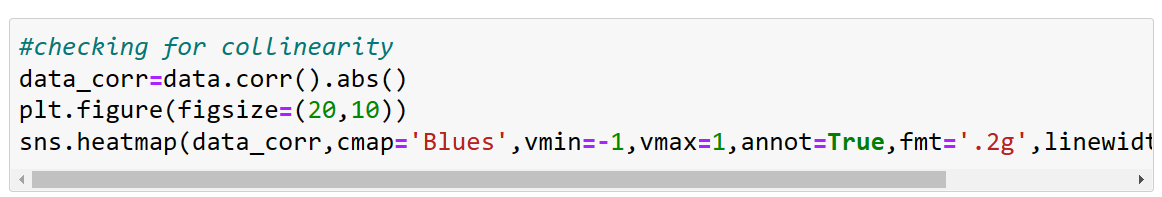 #checking for collinearity
data_corr=data.corr().abs()
plt.figure(figsize=(20,10))
sns.heatmap(data_corr,cmap='Blues',vmin=-1,vmax=1,annot=True,fmt='.2g',linewidt